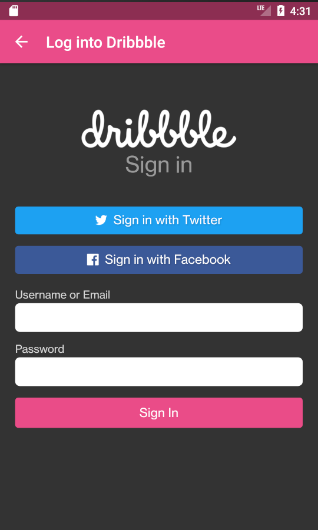 LTE 4:31
Log into Dribbble
dribbble
Sign in
Sign in with Twitter
Sign in with Facebook
Username or Email
Password
Sign In